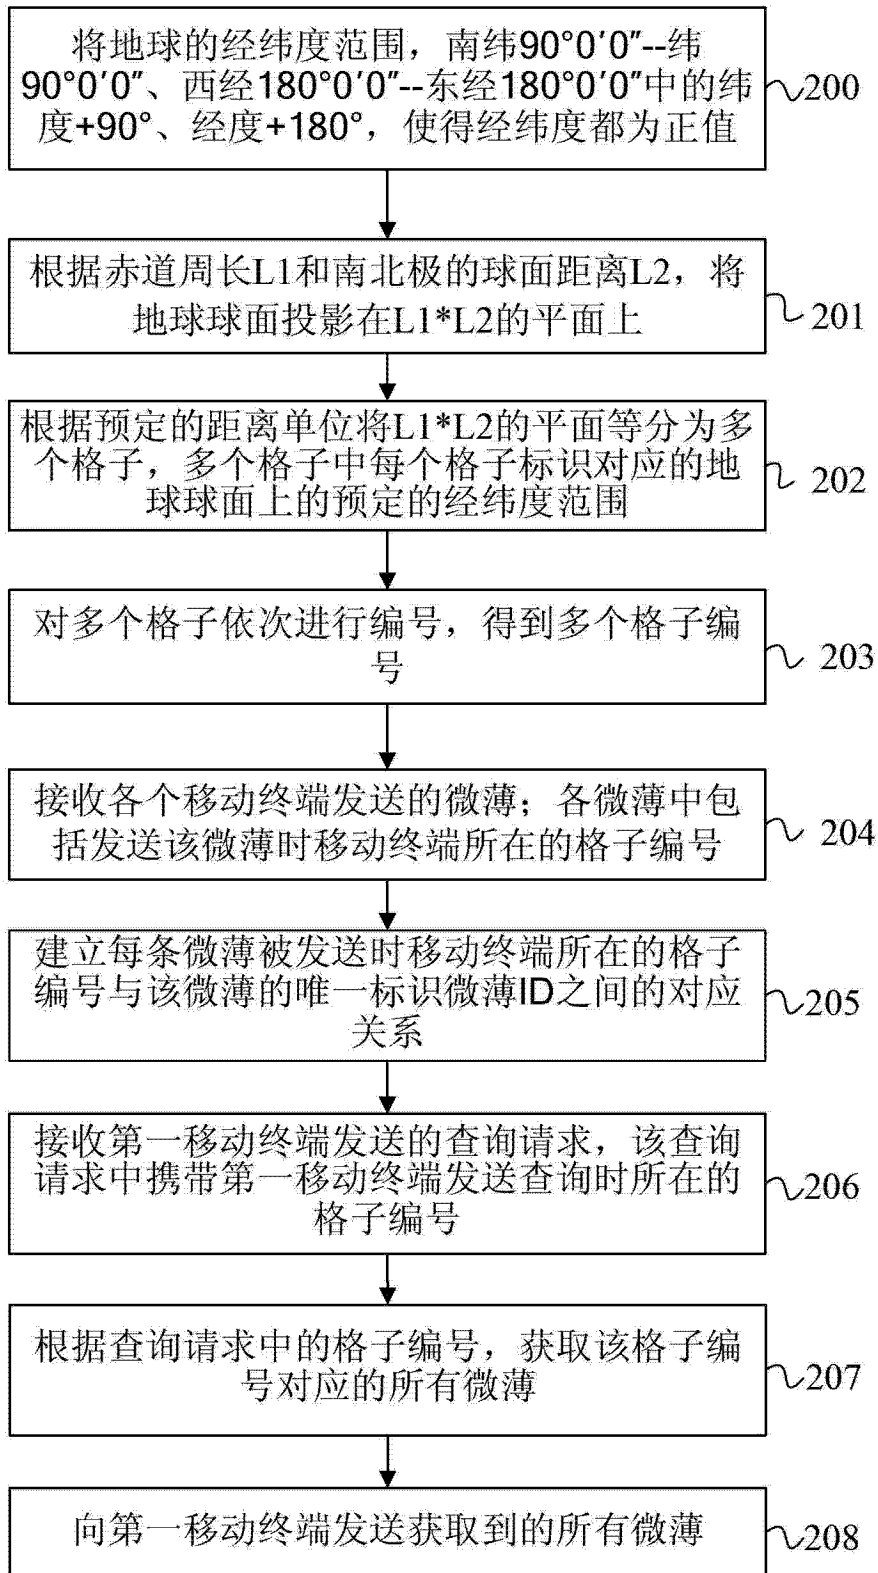 将地球的经纬度范围，南纬90°0′0″--纬
90°0′0″、西经180°0′0″--东经180°0′0″中的纬
度+90°、经度+180°，使得经纬度都为正值
200
根据赤道周长L1和南北极的球面距离L2，将
地球球面投影在L1*L2的平面上
201
根据预定的距离单位将L1*L2的平面等分为多
个格子，多个格子中每个格子标识对应的地
球球面上的预定的经纬度范围
202
对多个格子依次进行编号，得到多个格子编
号
203
接收各个移动终端发送的微薄；各微薄中包
括发送该微薄时移动终端所在的格子编号
204
建立每条微薄被发送时移动终端所在的格子
编号与该微薄的唯一标识微薄ID之间的对应
关系
205
接收第一移动终端发送的查询请求，该查询
请求中携带第一移动终端发送查询时所在的
格子编号
206
根据查询请求中的格子编号，获取该格子编
号对应的所有微薄
207
向第一移动终端发送获取到的所有微薄
208